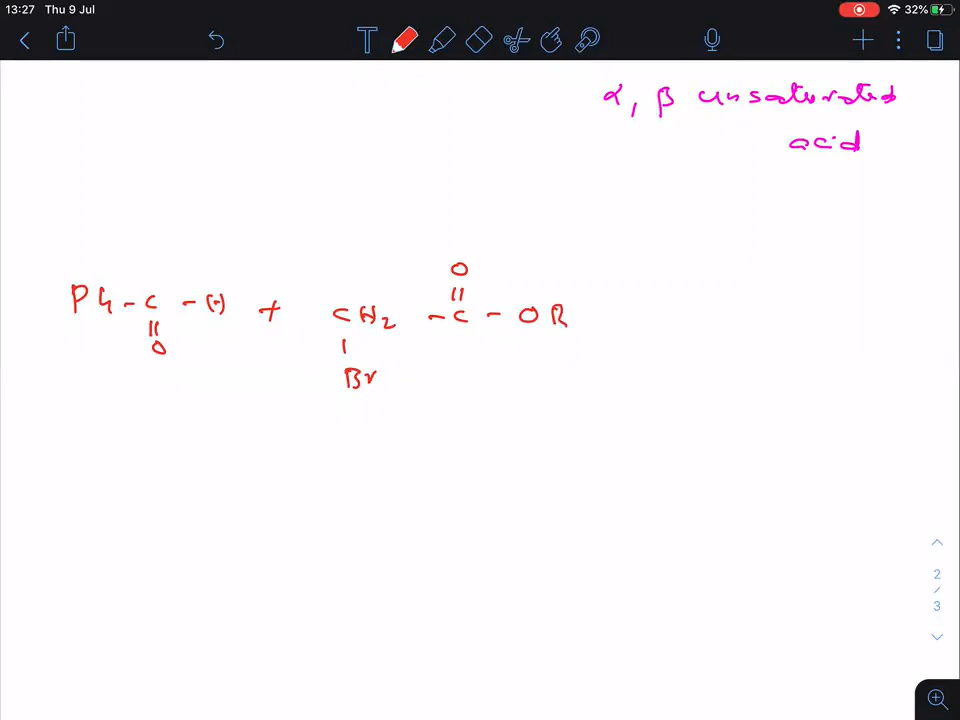 13:27 Thu 9 Jul 32%
T
α, β unsaturated
acid
O
||
Ph - C - H + CH2 - C - OR
||
O
|
Br
2
/
3